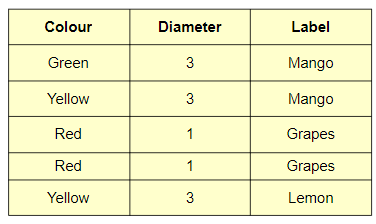 Colour Diameter Label
Green 3 Mango
Yellow 3 Mango
Red 1 Grapes
Red 1 Grapes
Yellow 3 Lemon